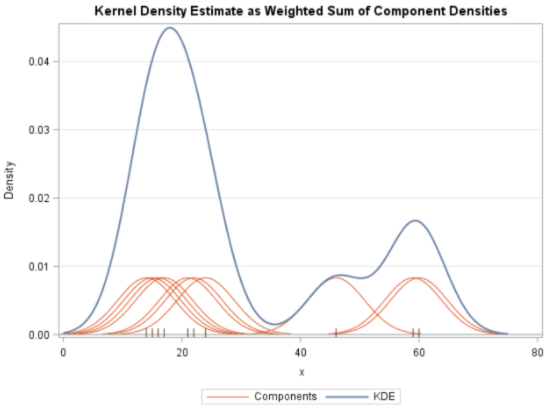 Kernel Density Estimate as Weighted Sum of Component Densities
0.04
0.03
0.02
0.01
0.00
Density
0 20 40 60 80
x
Components KDE